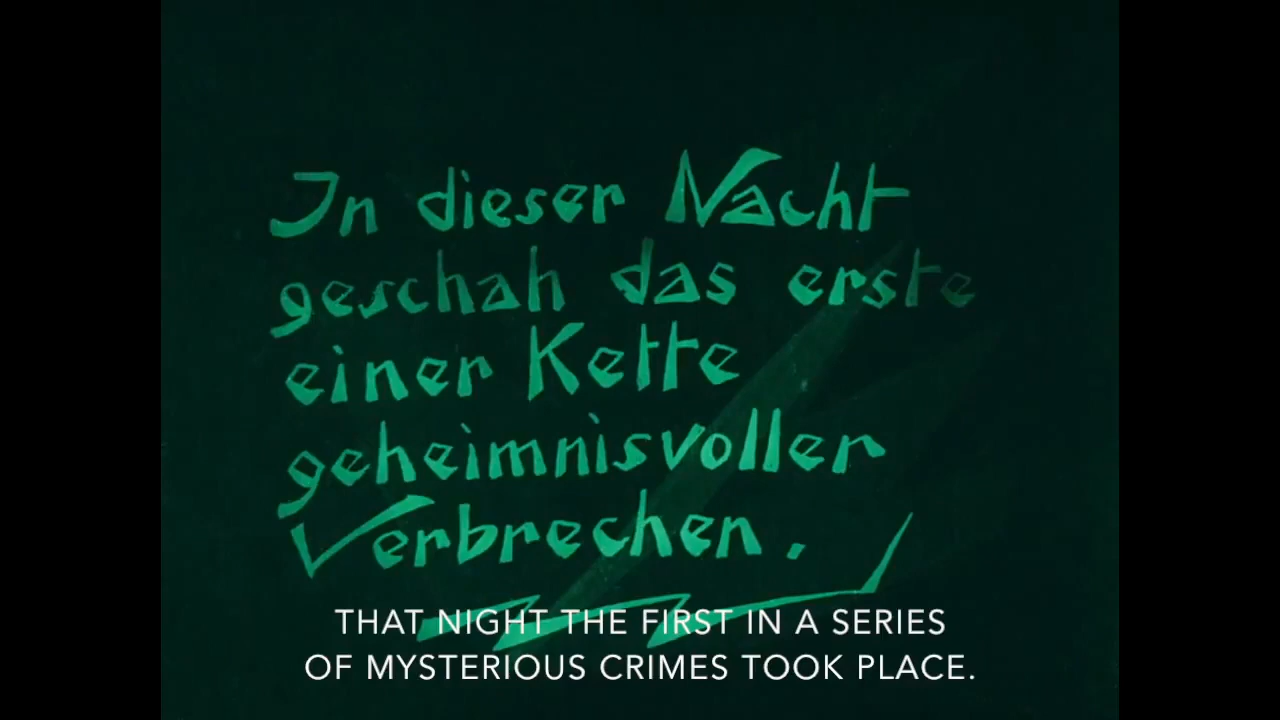 In dieser Nacht
geschah das erste
einer Kette
geheimnisvoller
Verbrechen.
THAT NIGHT THE FIRST IN A SERIES
OF MYSTERIOUS CRIMES TOOK PLACE.